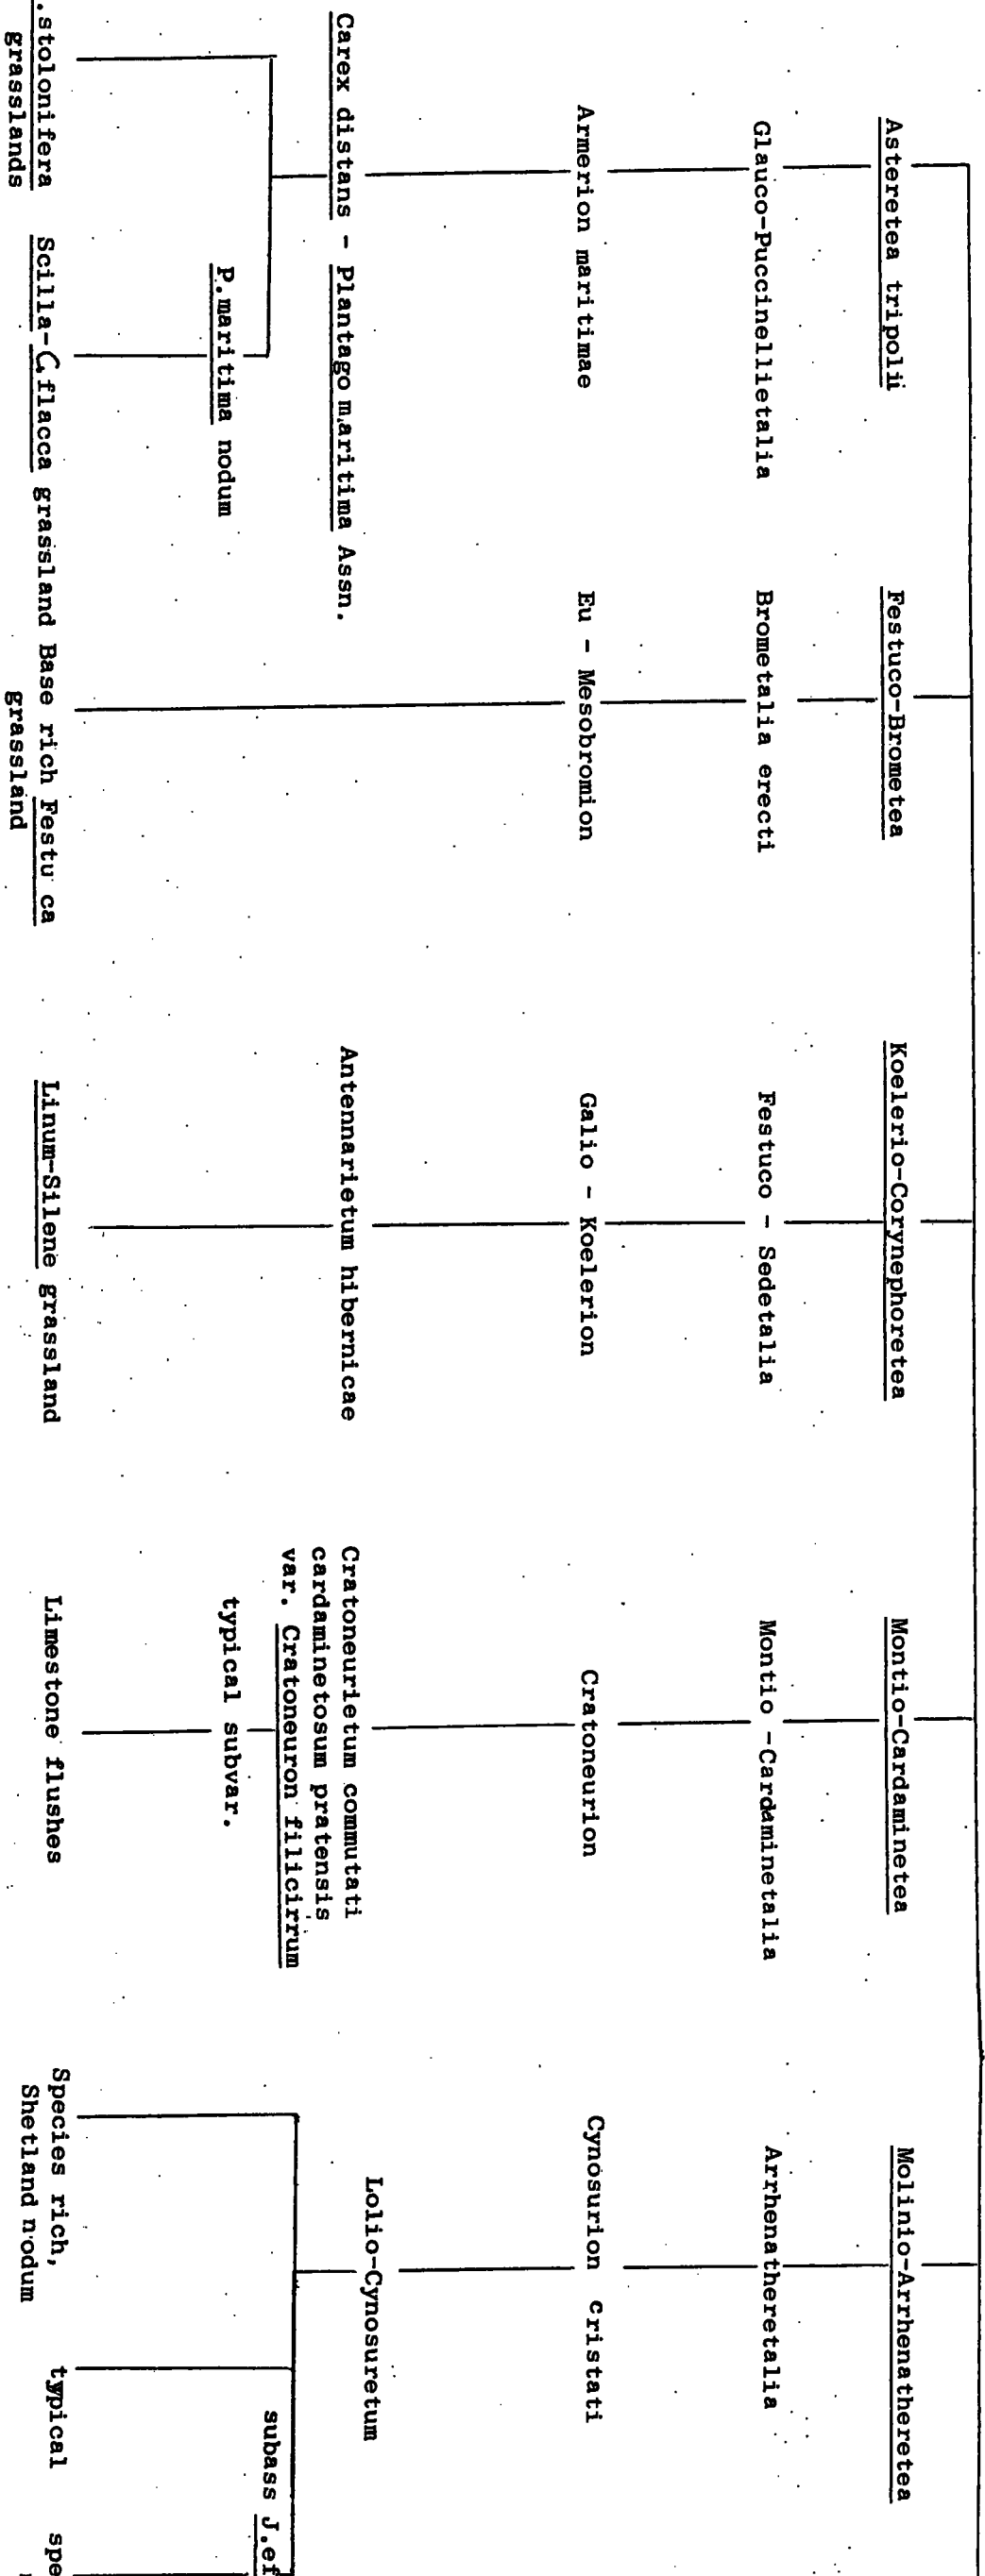 Asteretea tripolii
Festuco-Brometea
Koelerio-Corynephoretea
Montio-Cardaminetea
Molinio-Arrhenatheretea
Glauco-Puccinellietalia
Brometalia erecti
Festuco - Sedetalia
Montio -Cardaminetalia
Arrhenatheretalia
Armerion maritimae
Eu - Mesobromion
Galio - Koelerion
Cratoneurion
Cynosurion cristati
Carex distans - Plantago maritima Assn.
Antennarietum hibernicae
Cratoneurietum commutati
cardaminetosum pratensis
var. Cratoneuron filicirrum
Lolio-Cynosuretum
P.maritima nodum
typical subvar.
subass J.ef
.stolonifera
grasslands
Scilla-C.flacca grassland
Base rich Festuca
grassland
Linum-Silene grassland
Limestone flushes
Species rich,
Shetland nodum
typical
spe